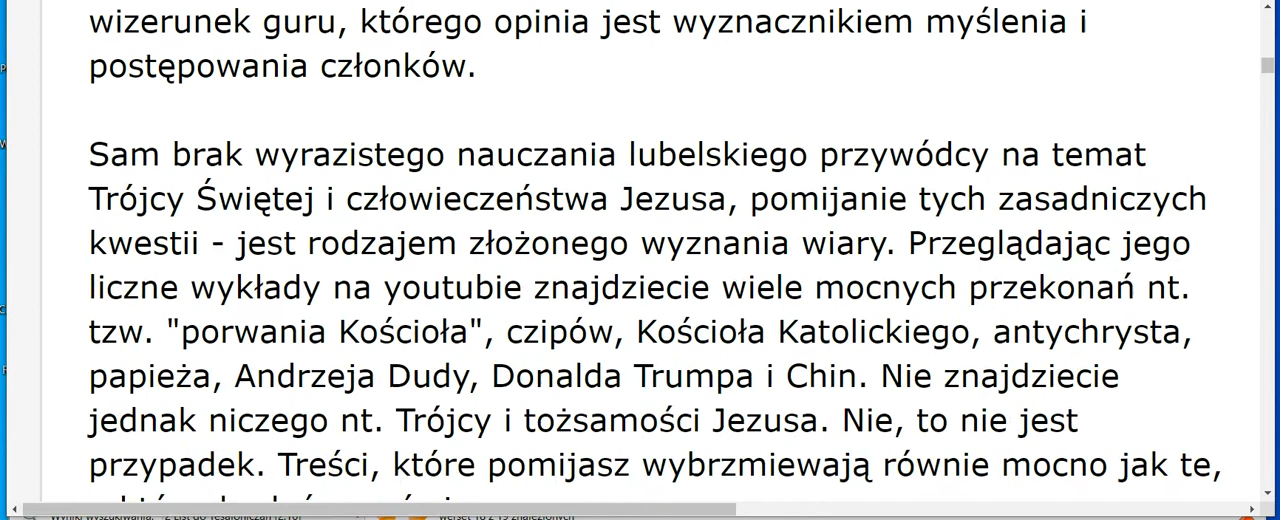 wizerunek guru, którego opinia jest wyznacznikiem myślenia i
postępowania członków.
Sam brak wyrazistego nauczania lubelskiego przywódcy na temat
Trójcy Świętej i człowieczeństwa Jezusa, pomijanie tych zasadniczych
kwestii - jest rodzajem złożonego wyznania wiary. Przeglądając jego
liczne wykłady na youtubie znajdziecie wiele mocnych przekonań nt.
tzw. "porwania Kościoła", czipów, Kościoła Katolickiego, antychrysta,
papieża, Andrzeja Dudy, Donalda Trumpa i Chin. Nie znajdziecie
jednak niczego nt. Trójcy i tożsamości Jezusa. Nie, to nie jest
przypadek. Treści, które pomijasz wybrzmiewają równie mocno jak te,